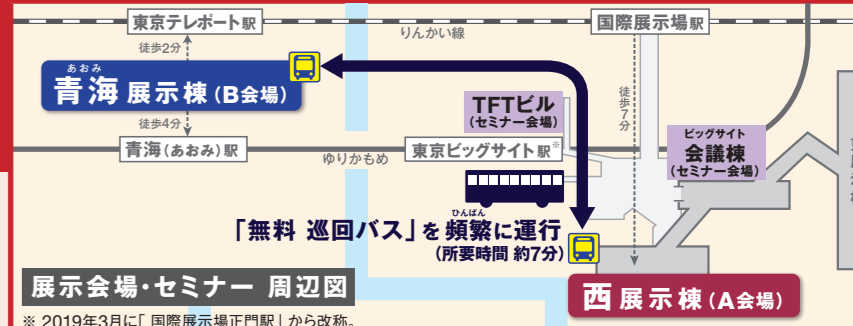 東京テレポート駅
国際展示場駅
りんかい線
徒歩2分
あおみ
青海 展示棟(B会場)
TFTビル
(セミナー会場)
徒歩7分
徒歩4分
ビッグサイト
会議棟
(セミナー会場)
青海(あおみ)駅
ゆりかもめ
東京ビッグサイト駅※
ひんぱん
「無料 巡回バス」を頻繁に運行
(所要時間 約7分)
展示会場・セミナー 周辺図
西 展示棟(A会場)
※ 2019年3月に「国際展示場正門駅」から改称。